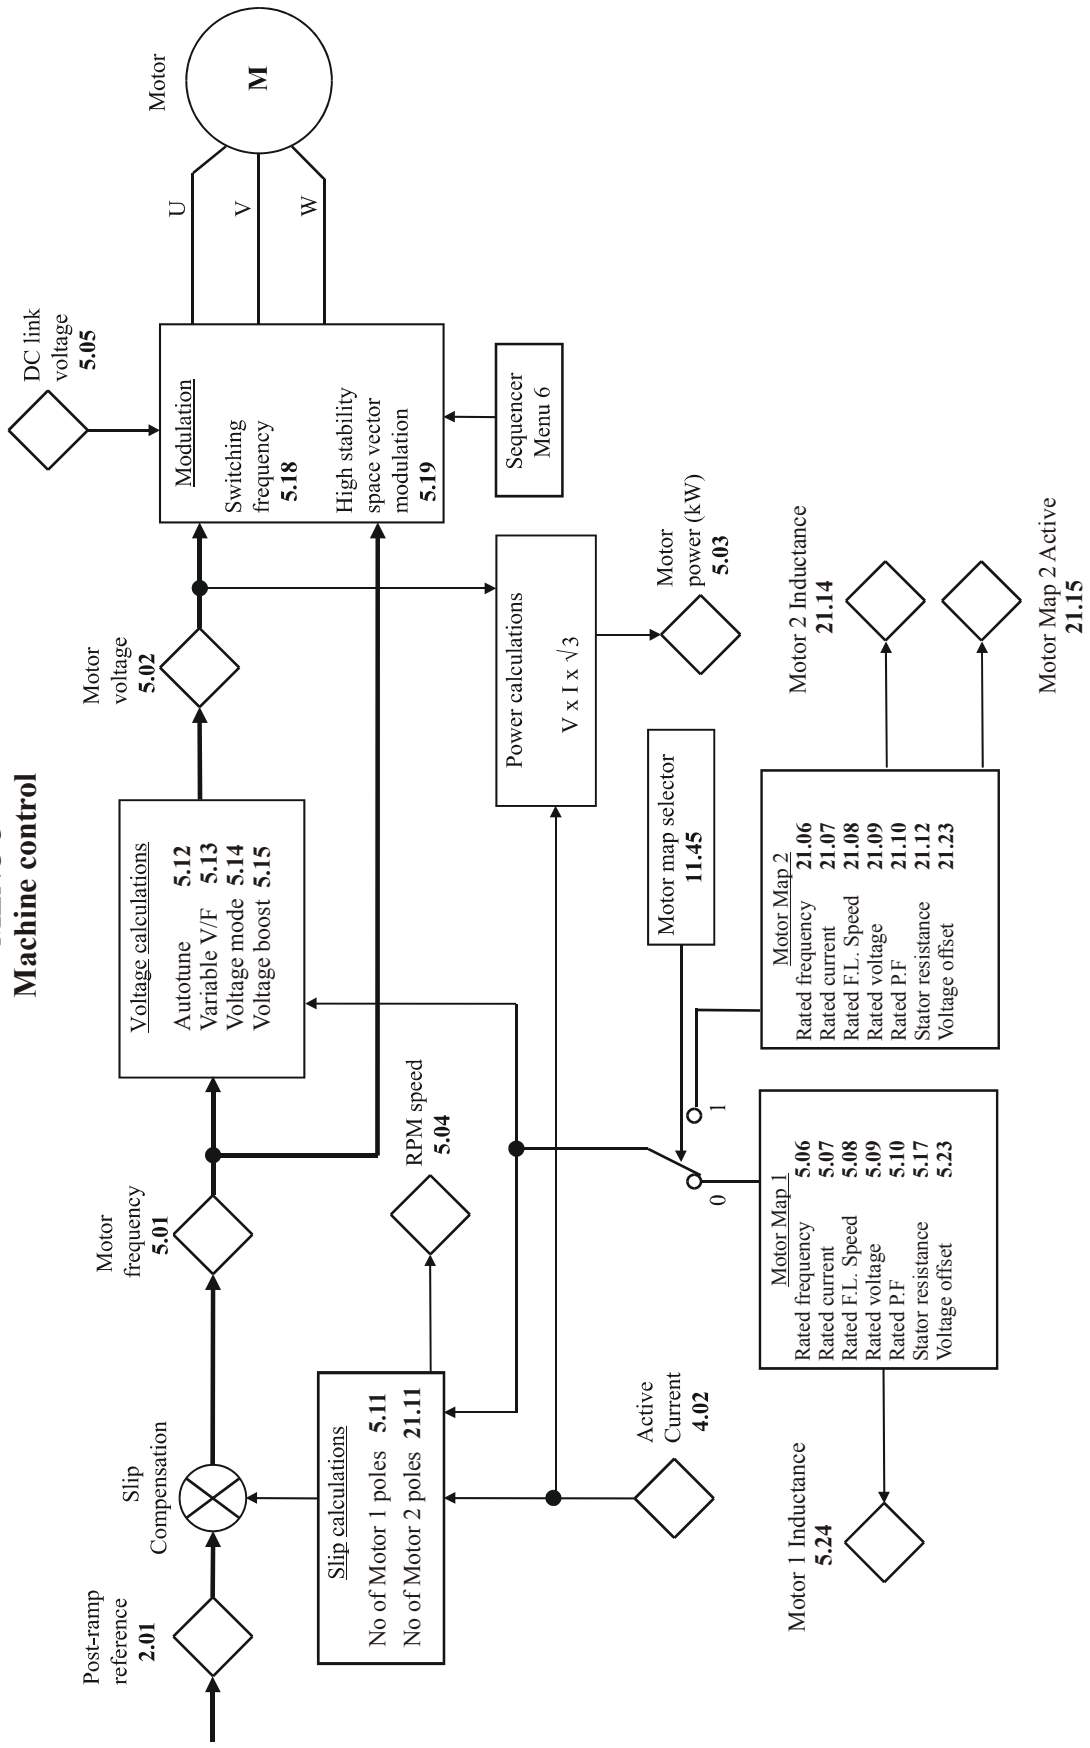 Machine control
Post-ramp
reference
2.01
Slip
Compensation
Motor
frequency
5.01
Voltage calculations
Autotune 5.12
Variable V/F 5.13
Voltage mode 5.14
Voltage boost 5.15
Motor
voltage
5.02
DC link
voltage
5.05
Modulation
Switching
frequency
5.18
High stability
space vector
modulation
5.19
U
V
W
Motor
M
Slip calculations
No of Motor 1 poles 5.11
No of Motor 2 poles 21.11
RPM speed
5.04
Power calculations
V x I x √3
Sequencer
Menu 6
Motor
power (kW)
5.03
Active
Current
4.02
Motor map selector
11.45
0
1
Motor 1 Inductance
5.24
Motor Map 1
Rated frequency 5.06
Rated current 5.07
Rated F.L. Speed 5.08
Rated voltage 5.09
Rated P.F 5.10
Stator resistance 5.17
Voltage offset 5.23
Motor Map 2
Rated frequency 21.06
Rated current 21.07
Rated F.L. Speed 21.08
Rated voltage 21.09
Rated P.F 21.10
Stator resistance 21.12
Voltage offset 21.23
Motor 2 Inductance
21.14
Motor Map 2 Active
21.15